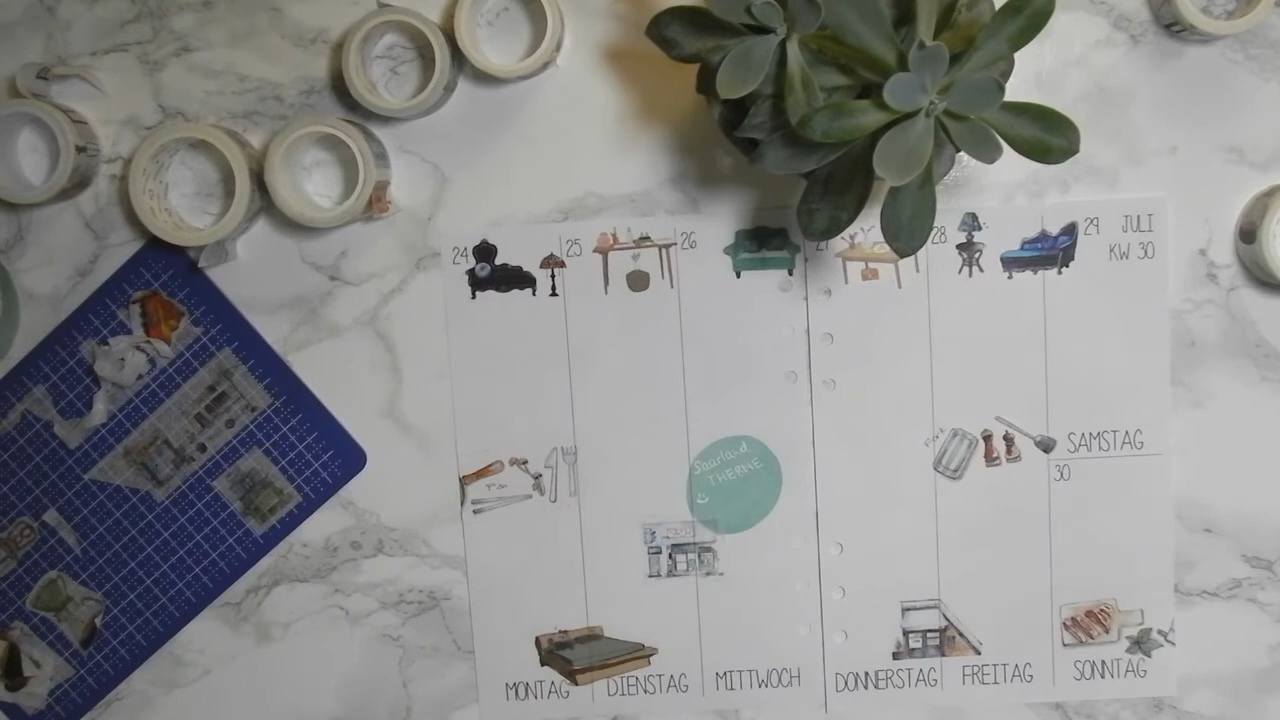 24
25
26
27
28
29 JULI
KW 30
Saarland
THERME
SAMSTAG
30
MONTAG
DIENSTAG
MITTWOCH
DONNERSTAG
FREITAG
SONNTAG